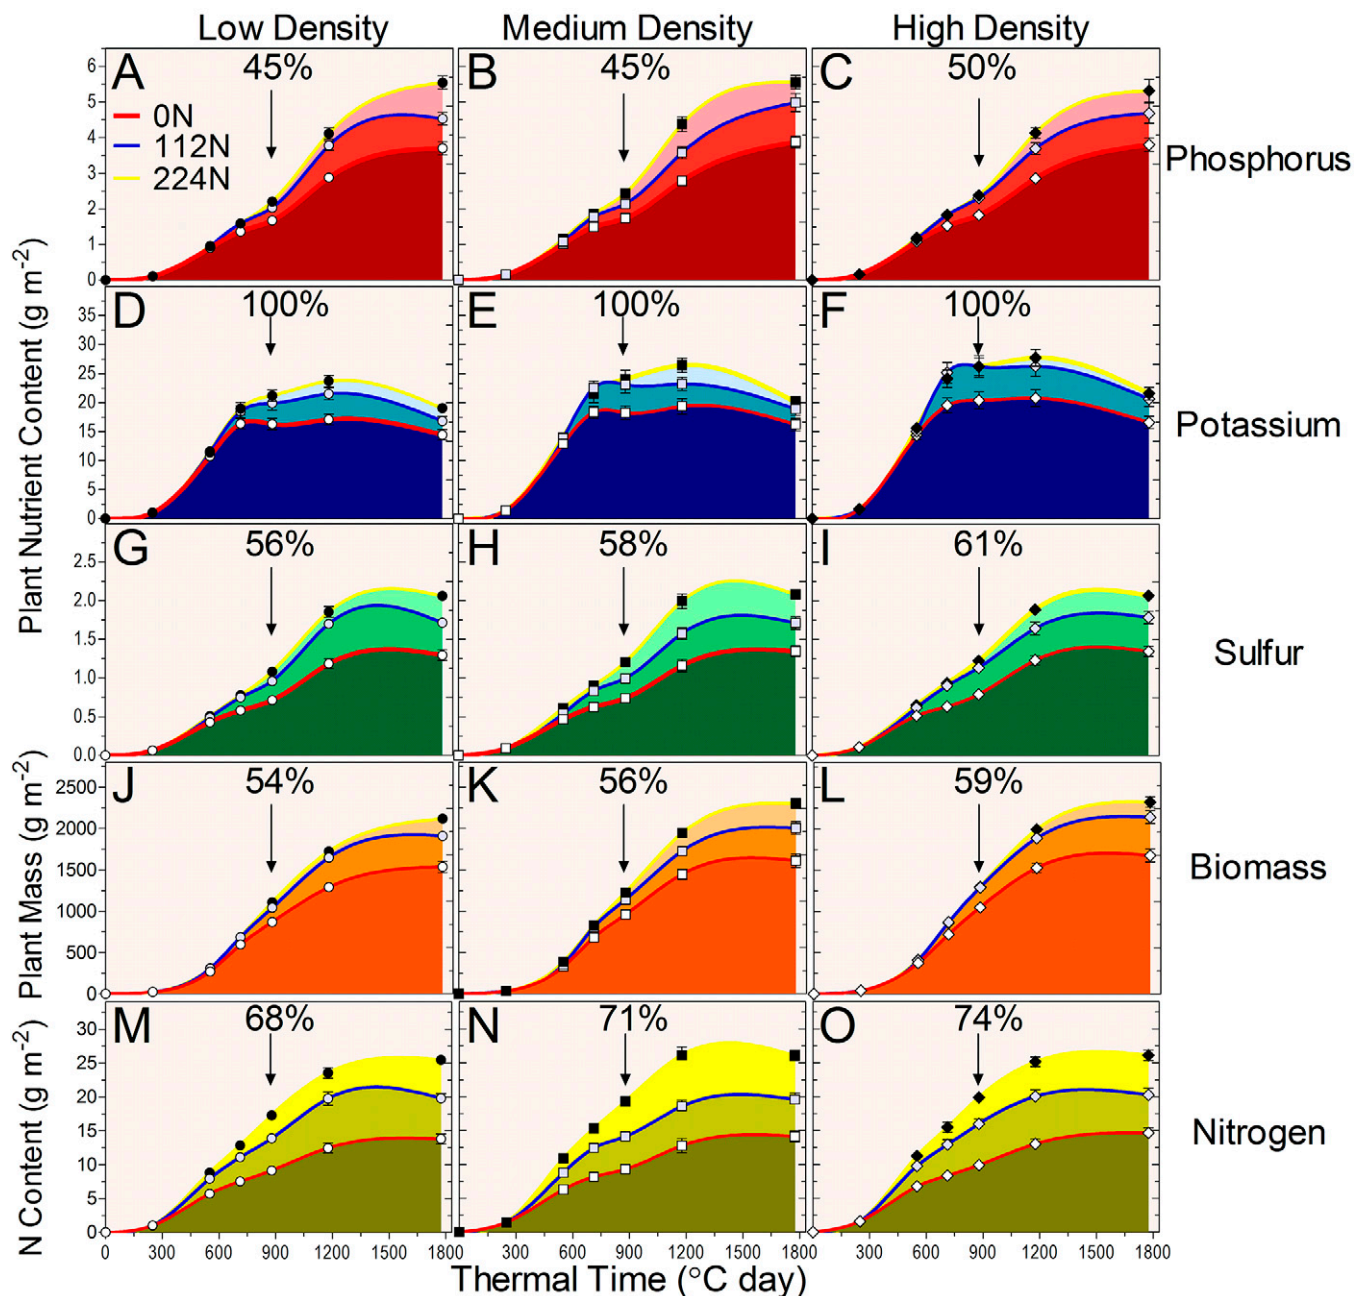 Low Density Medium Density High Density
A 45% B 45% C 50%
0N
112N
224N
6
5
4
3
2
1
0
Phosphorus
D 100% E 100% F 100%
35
30
25
20
15
10
5
0
Potassium
Plant Nutrient Content (g m⁻²)
G 56% H 58% I 61%
2.5
2.0
1.5
1.0
0.5
0.0
Sulfur
J 54% K 56% L 59%
2500
2000
1500
1000
500
0
Plant Mass (g m⁻²)
Biomass
M 68% N 71% O 74%
30
25
20
15
10
5
0
N Content (g m⁻²)
Nitrogen
0 300 600 900 1200 1500 1800 300 600 900 1200 1500 1800 300 600 900 1200 1500 1800
Thermal Time (°C day)